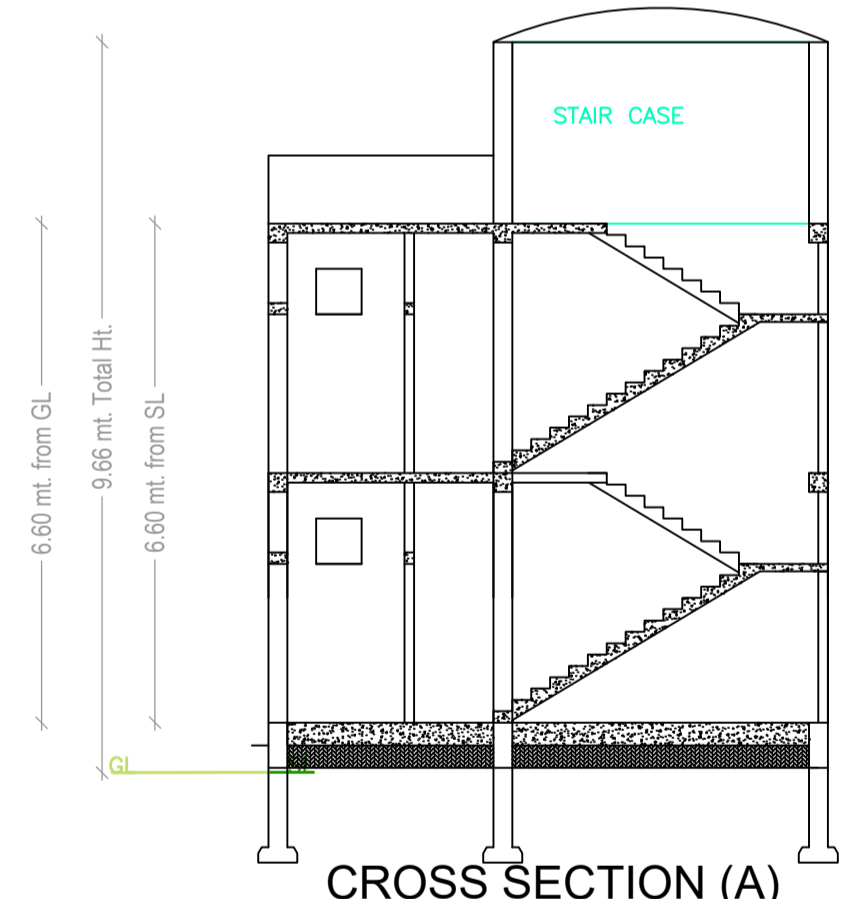 STAIR CASE
6.60 mt. from GL
9.66 mt. Total Ht.
6.60 mt. from SL
GL
GL
CROSS SECTION (A)